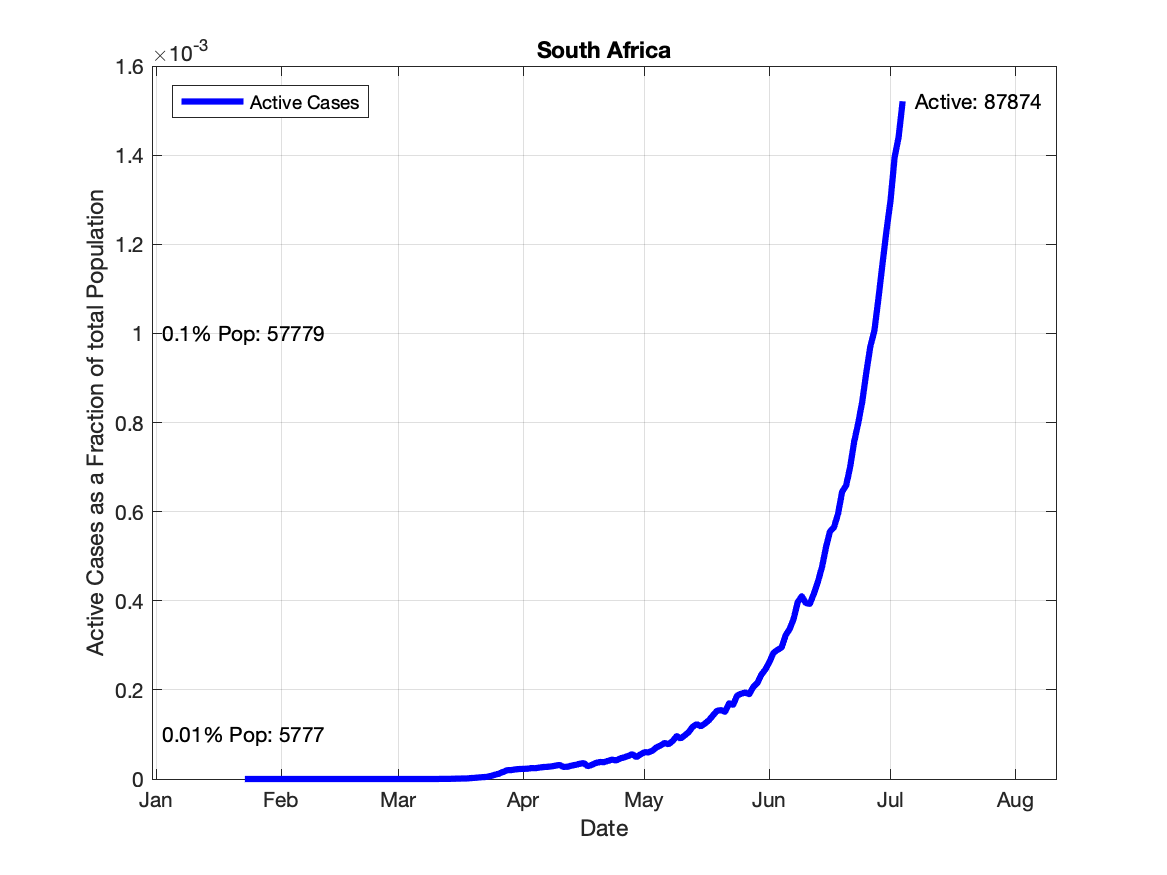 South Africa
×10-3
1.6
1.4
1.2
1
0.8
0.6
0.4
0.2
0
Active Cases
Active: 87874
0.1% Pop: 57779
0.01% Pop: 5777
Active Cases as a Fraction of total Population
Jan Feb Mar Apr May Jun Jul Aug
Date